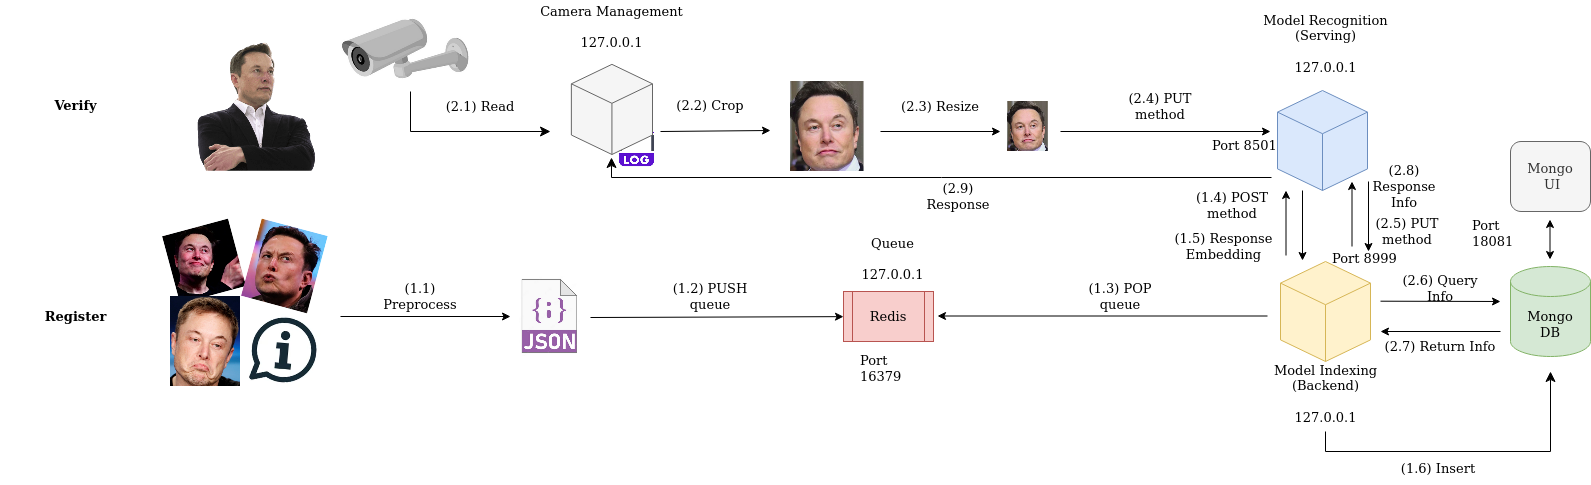 Camera Management
127.0.0.1
Model Recognition
(Serving)
127.0.0.1
Verify
(2.1) Read
(2.2) Crop
(2.3) Resize
(2.4) PUT
method
Port 8501
LOG
(2.9)
Response
(1.4) POST
method
(1.5) Response
Embedding
(2.8)
Response
Info
(2.5) PUT
method
Port 8999
Mongo
UI
Port
18081
Register
(1.1)
Preprocess
{;}
JSON
(1.2) PUSH
queue
Queue
127.0.0.1
Redis
Port
16379
(1.3) POP
queue
(2.6) Query
Info
(2.7) Return Info
Mongo
DB
Model Indexing
(Backend)
127.0.0.1
(1.6) Insert